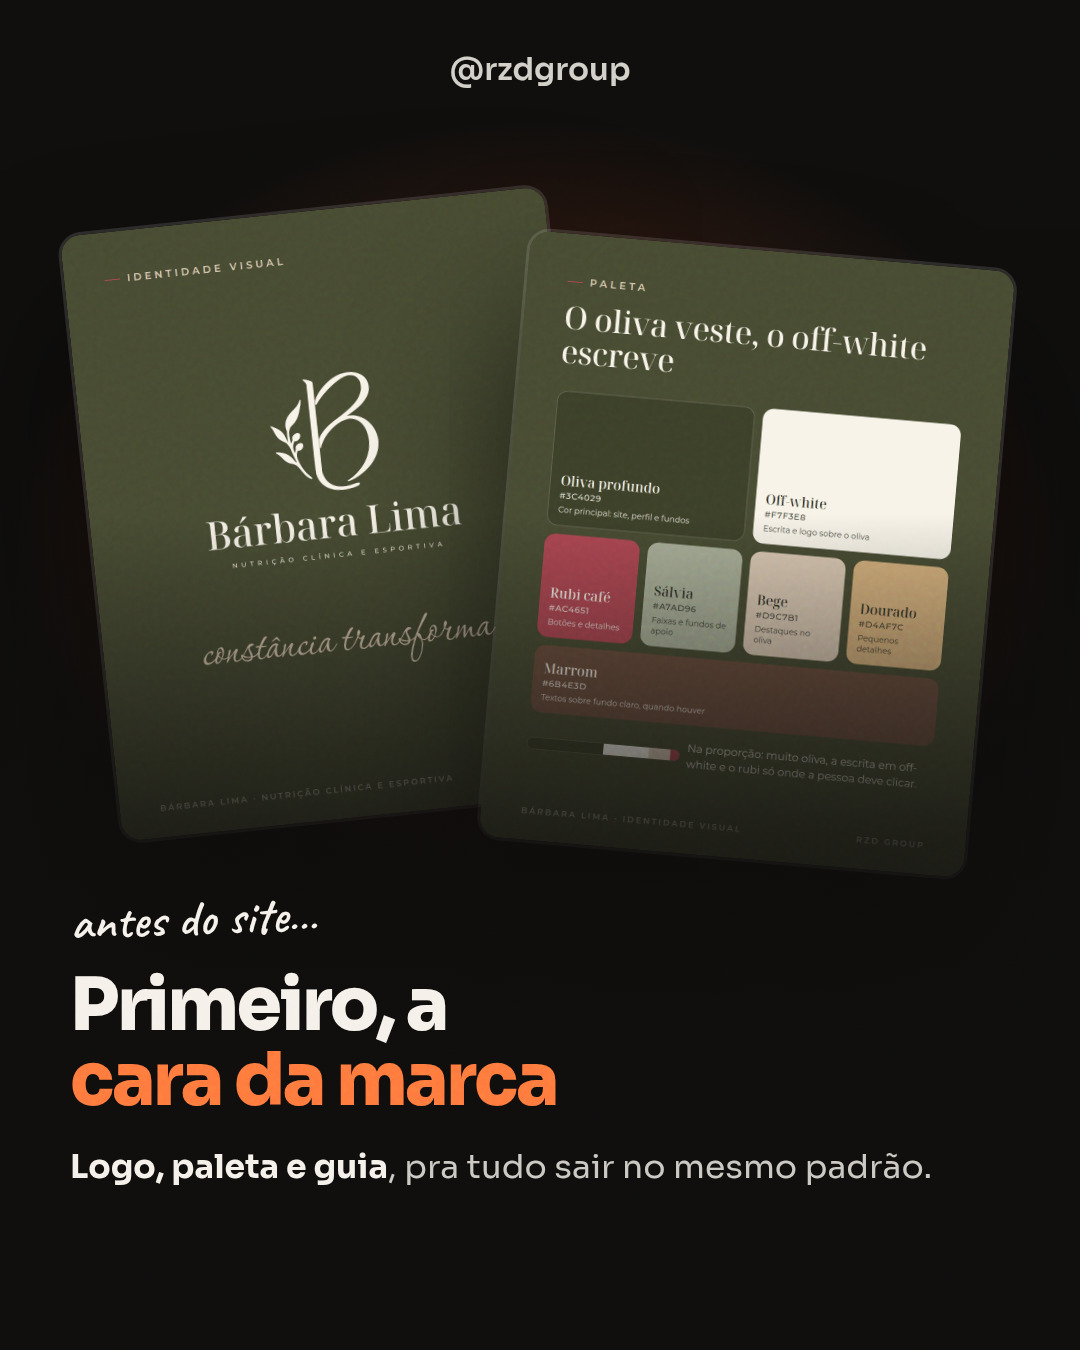 @rzdgroup
— IDENTIDADE VISUAL
B
Bárbara Lima
NUTRIÇÃO CLÍNICA E ESPORTIVA
constância transforma
BÁRBARA LIMA · NUTRIÇÃO CLÍNICA E ESPORTIVA
— PALETA
O oliva veste, o off-white
escreve
Oliva profundo
#3C4029
Cor principal: site, perfil e fundos
Off-white
#F7F3E8
Escrita e logo sobre o oliva
Rubi café
#AC4651
Botões e detalhes
Sálvia
#A7AD96
Faixas e fundos de
apoio
Bege
#D9C7B1
Destaques no
oliva
Dourado
#D4AF7C
Pequenos
detalhes
Marrom
#6B4E3D
Textos sobre fundo claro, quando houver
Na proporção: muito oliva, a escrita em off-
white e o rubi só onde a pessoa deve clicar.
BÁRBARA LIMA · IDENTIDADE VISUAL
RZD GROUP
antes do site...
Primeiro, a
cara da marca
Logo, paleta e guia, pra tudo sair no mesmo padrão.